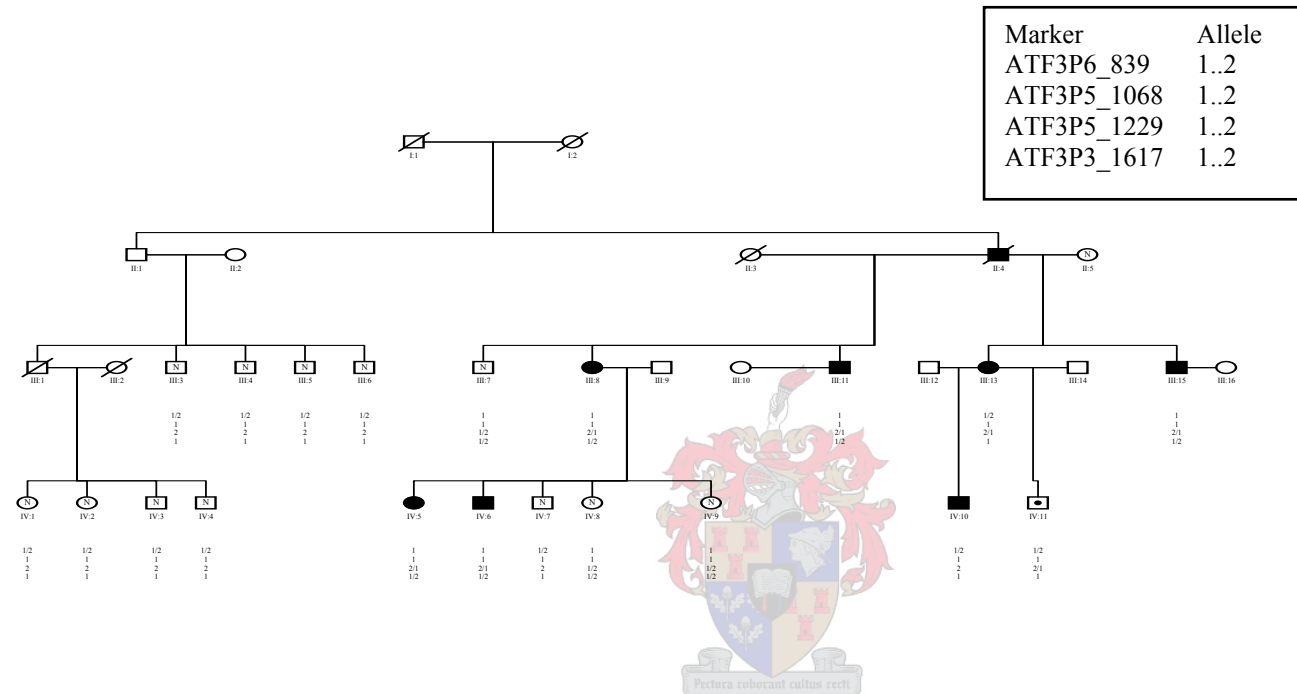 Marker Allele
ATF3P6_839 1..2
ATF3P5_1068 1..2
ATF3P5_1229 1..2
ATF3P3_1617 1..2
I:1 I:2
N
II:1 II:2 II:3 II:4 II:5
N N N N N
III:1 III:2 III:3 III:4 III:5 III:6 III:7 III:8 III:9 III:10 III:11 III:12 III:13 III:14 III:15 III:16
1/2 1/2 1/2 1/2 1 1 1 1/2 1
1 1 1 1 1 1 1 1 1
2 2 2 2 1/2 2/1 2/1 2/1 2/1
1 1 1 1 1/2 1/2 1/2 1 1/2
N N N N N N N
IV:1 IV:2 IV:3 IV:4 IV:5 IV:6 IV:7 IV:8 IV:9 IV:10 IV:11
1/2 1/2 1/2 1/2 1 1 1/2 1 1 1/2 1/2
1 1 1 1 1 1 1 1 1 1 1
2 2 2 2 2/1 2/1 2 1/2 1/2 2 2/1
1 1 1 1 1/2 1/2 1 1/2 1/2 1 1
Pectora roborant cultus recti